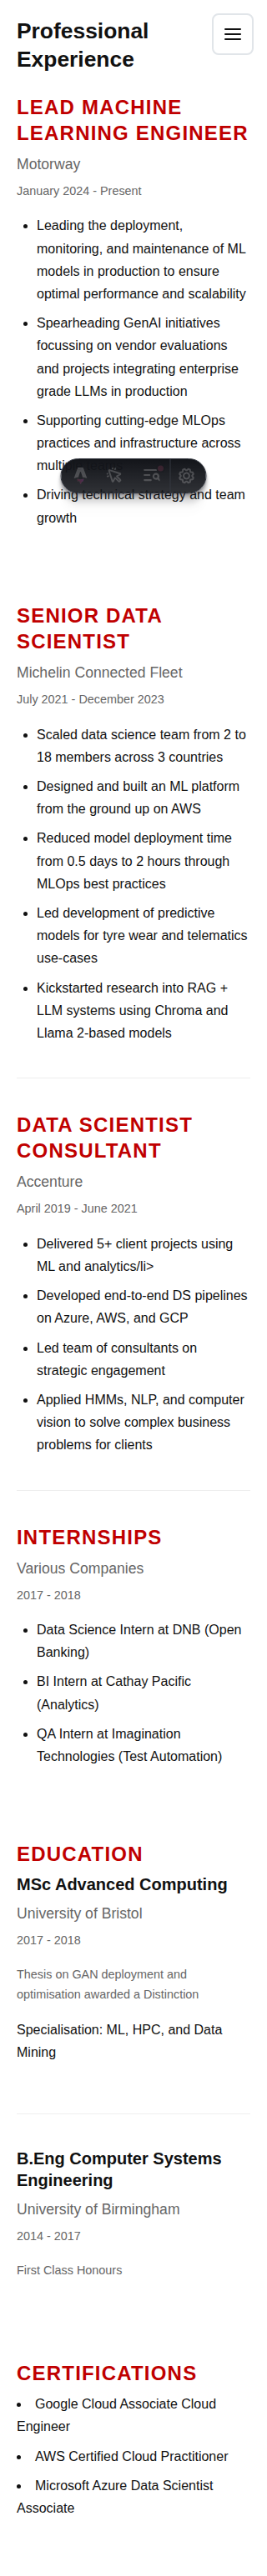 Professional
Experience
LEAD MACHINE
LEARNING ENGINEER
Motorway
January 2024 - Present
• Leading the deployment,
monitoring, and maintenance of ML
models in production to ensure
optimal performance and scalability
• Spearheading GenAI initiatives
focussing on vendor evaluations
and projects integrating enterprise
grade LLMs in production
• Supporting cutting-edge MLOps
practices and infrastructure across
• Driving technical strategy and team
growth
SENIOR DATA
SCIENTIST
Michelin Connected Fleet
July 2021 - December 2023
• Scaled data science team from 2 to
18 members across 3 countries
• Designed and built an ML platform
from the ground up on AWS
• Reduced model deployment time
from 0.5 days to 2 hours through
MLOps best practices
• Led development of predictive
models for tyre wear and telematics
use-cases
• Kickstarted research into RAG +
LLM systems using Chroma and
Llama 2-based models
DATA SCIENTIST
CONSULTANT
Accenture
April 2019 - June 2021
• Delivered 5+ client projects using
ML and analytics/li>
• Developed end-to-end DS pipelines
on Azure, AWS, and GCP
• Led team of consultants on
strategic engagement
• Applied HMMs, NLP, and computer
vision to solve complex business
problems for clients
INTERNSHIPS
Various Companies
2017 - 2018
• Data Science Intern at DNB (Open
Banking)
• BI Intern at Cathay Pacific
(Analytics)
• QA Intern at Imagination
Technologies (Test Automation)
EDUCATION
MSc Advanced Computing
University of Bristol
2017 - 2018
Thesis on GAN deployment and
optimisation awarded a Distinction
Specialisation: ML, HPC, and Data
Mining
B.Eng Computer Systems
Engineering
University of Birmingham
2014 - 2017
First Class Honours
CERTIFICATIONS
• Google Cloud Associate Cloud
Engineer
• AWS Certified Cloud Practitioner
• Microsoft Azure Data Scientist
Associate